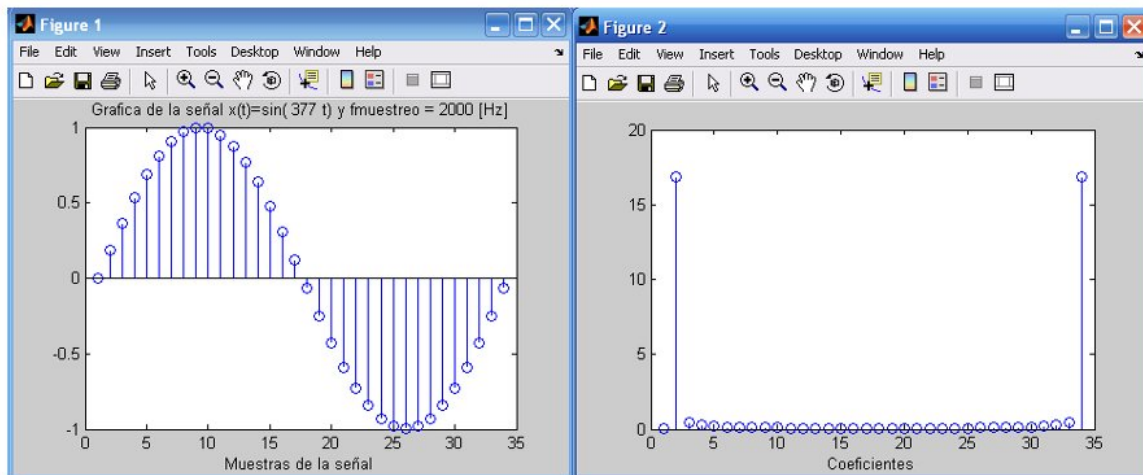 Figure 1
File Edit View Insert Tools Desktop Window Help
Grafica de la señal x(t)=sin( 377 t) y fmuestreo = 2000 [Hz]
1
0.5
0
-0.5
-1
0 5 10 15 20 25 30 35
Muestras de la señal
Figure 2
File Edit View Insert Tools Desktop Window Help
20
15
10
5
0
0 5 10 15 20 25 30 35
Coeficientes